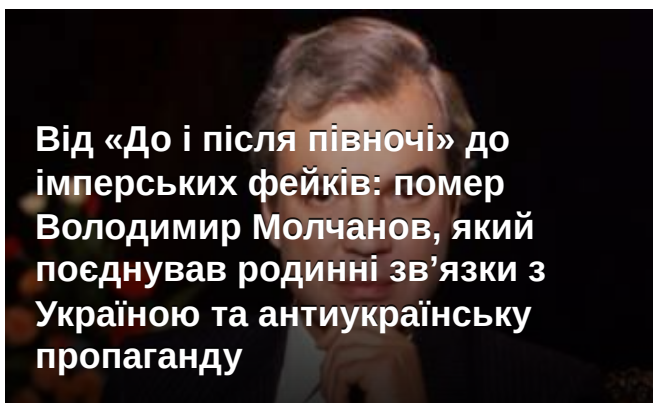 Від «До і після півночі» до
імперських фейків: помер
Володимир Молчанов, який
поєднував родинні зв’язки з
Україною та антиукраїнську
пропаганду